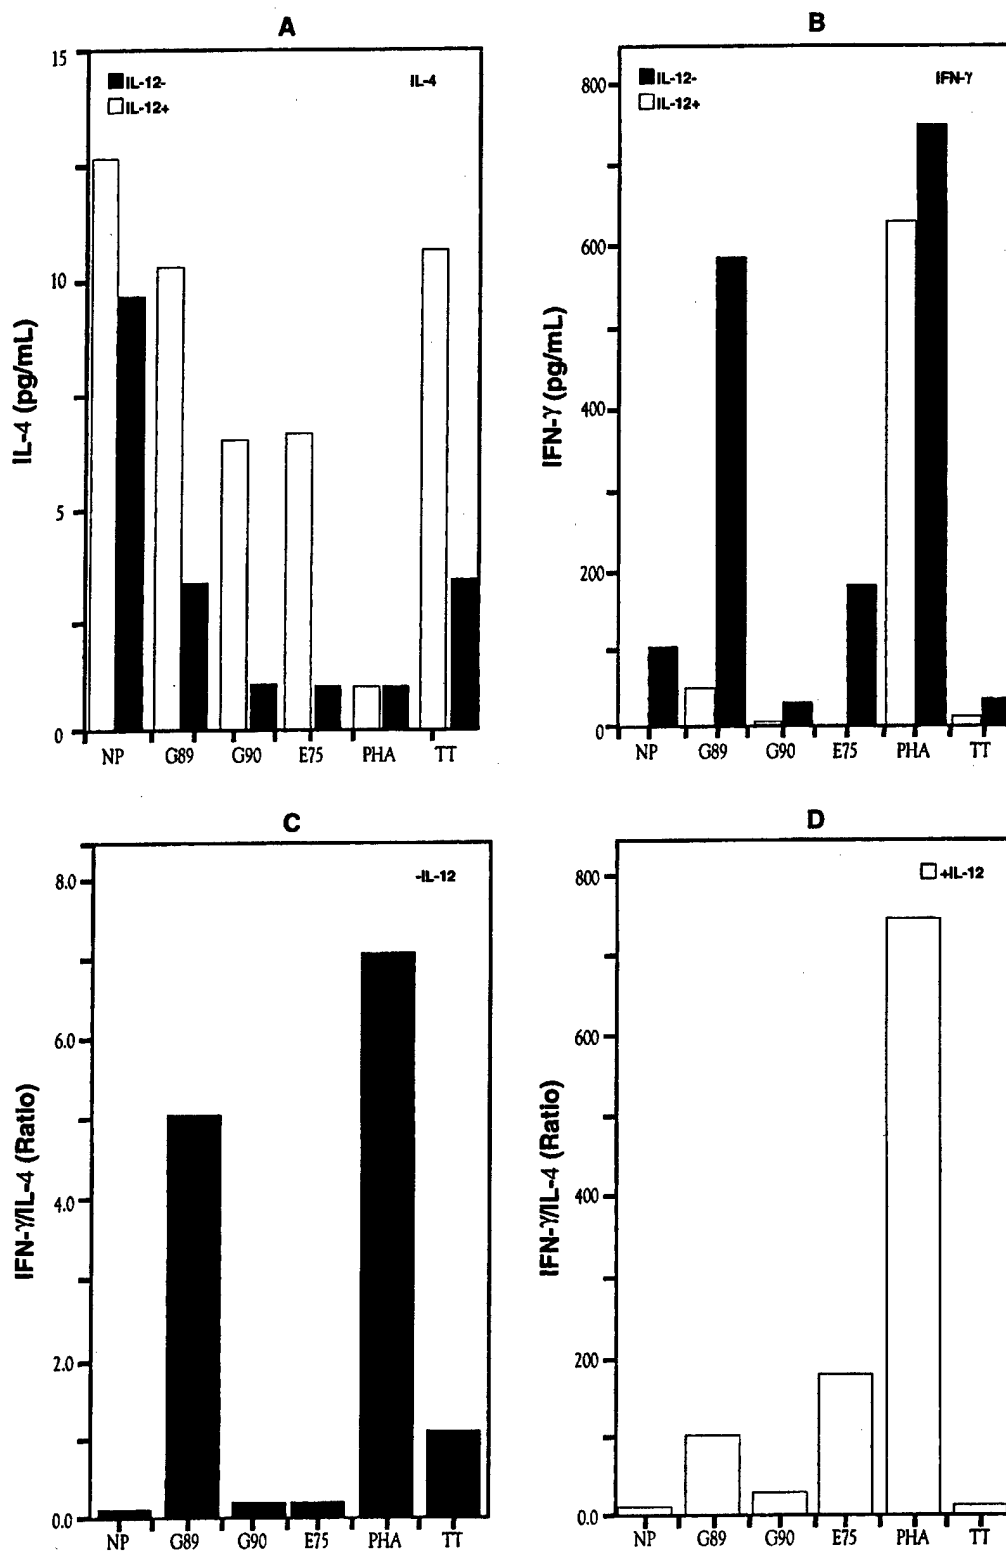 A
IL-4 (pg/mL)
15
10
5
0
IL-12-
IL-12+
IL-4
NP G89 G90 E75 PHA TT
B
IFN-γ (pg/mL)
800
600
400
200
0
IL-12-
IL-12+
IFN-γ
NP G89 G90 E75 PHA TT
C
IFN-γ/IL-4 (Ratio)
8.0
6.0
4.0
2.0
0.0
-IL-12
NP G89 G90 E75 PHA TT
D
IFN-γ/IL-4 (Ratio)
800
600
400
200
0.0
+IL-12
NP G89 G90 E75 PHA TT